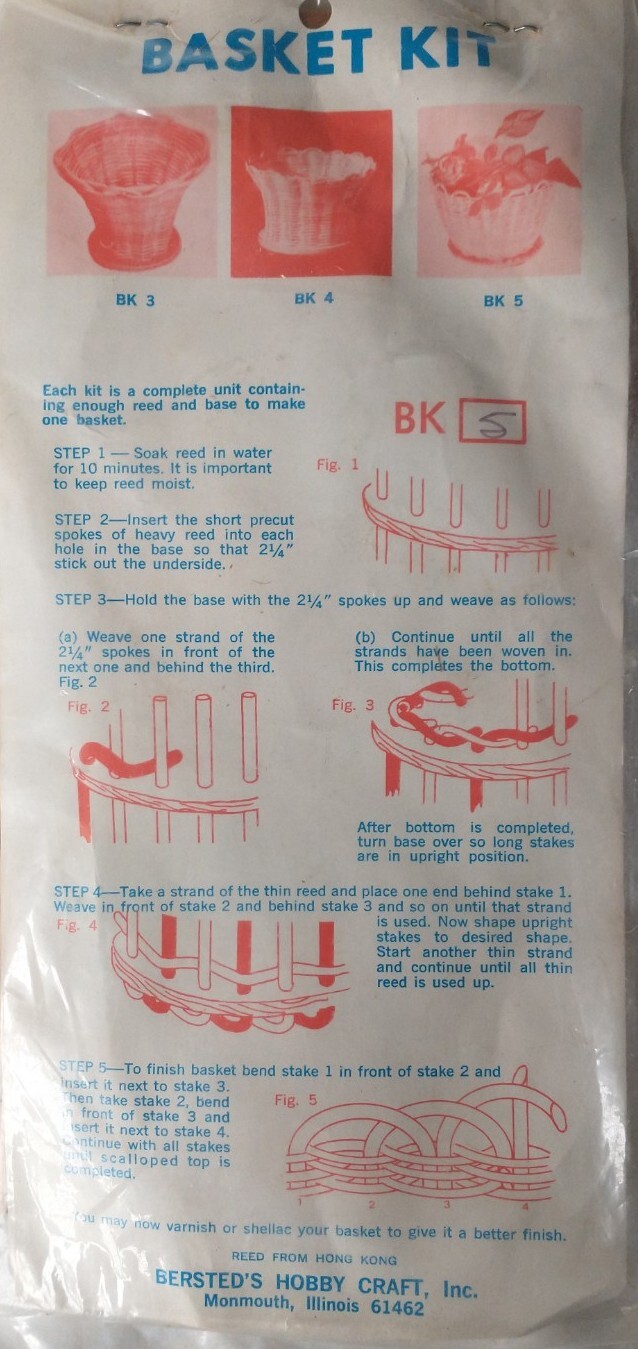 BASKET KIT
BK 3
BK 4
BK 5
Each kit is a complete unit contain-
ing enough reed and base to make
one basket.
BK 5
STEP 1 — Soak reed in water
for 10 minutes. It is important
to keep reed moist.
Fig. 1
STEP 2—Insert the short precut
spokes of heavy reed into each
hole in the base so that 2¼"
stick out the underside.
STEP 3—Hold the base with the 2¼" spokes up and weave as follows:
(a) Weave one strand of the
2¼" spokes in front of the
next one and behind the third.
Fig. 2
(b) Continue until all the
strands have been woven in.
This completes the bottom.
Fig. 2
Fig. 3
After bottom is completed,
turn base over so long stakes
are in upright position.
STEP 4—Take a strand of the thin reed and place one end behind stake 1.
Weave in front of stake 2 and behind stake 3 and so on until that strand
is used. Now shape upright
stakes to desired shape.
Start another thin strand
and continue until all thin
reed is used up.
Fig. 4
STEP 5—To finish basket bend stake 1 in front of stake 2 and
insert it next to stake 3.
Then take stake 2, bend
in front of stake 3 and
insert it next to stake 4.
Continue with all stakes
until scalloped top is
completed.
Fig. 5
1 2 3 4
—You may now varnish or shellac your basket to give it a better finish.
REED FROM HONG KONG
BERSTED'S HOBBY CRAFT, Inc.
Monmouth, Illinois 61462